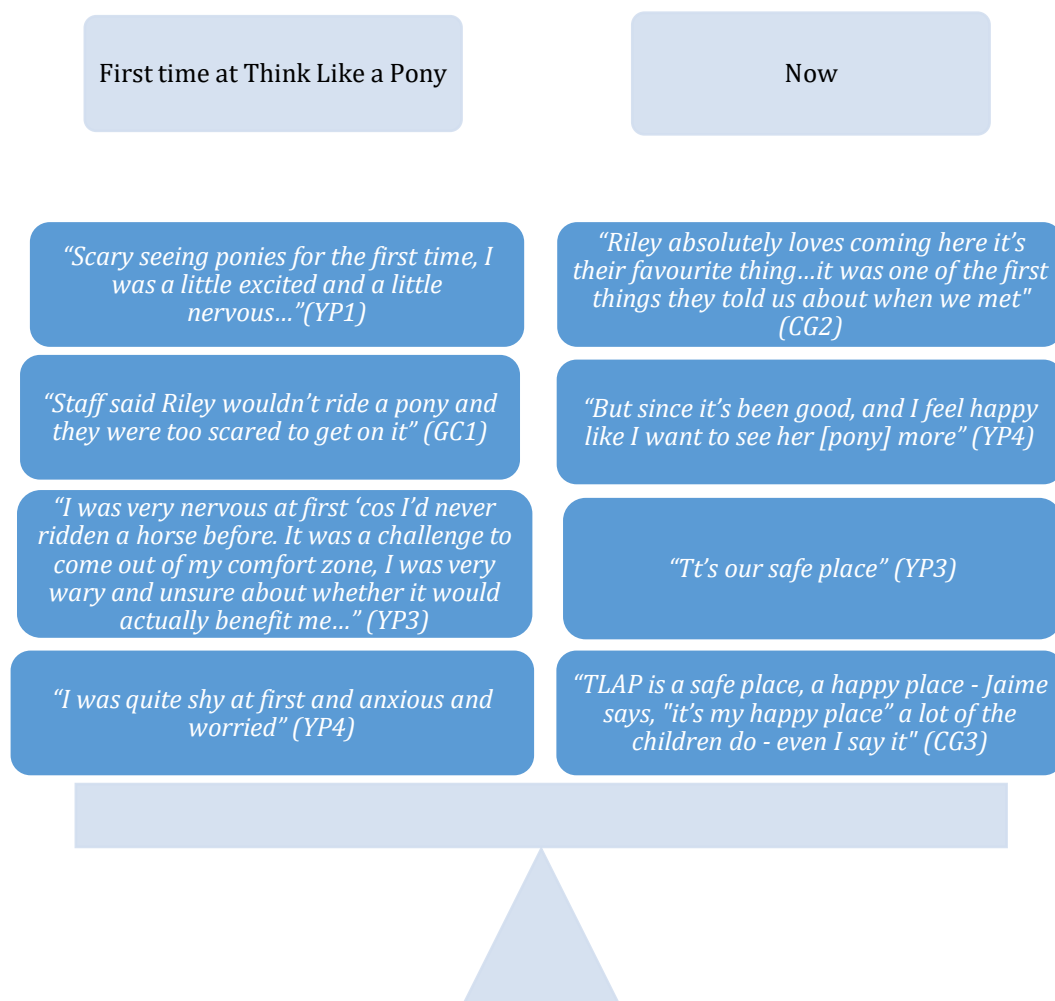 First time at Think Like a Pony
Now
“Scary seeing ponies for the first time, I
was a little excited and a little
nervous…”(YP1)
“Staff said Riley wouldn’t ride a pony and
they were too scared to get on it” (GC1)
“I was very nervous at first ‘cos I’d never
ridden a horse before. It was a challenge to
come out of my comfort zone, I was very
wary and unsure about whether it would
actually benefit me…” (YP3)
“I was quite shy at first and anxious and
worried” (YP4)
“Riley absolutely loves coming here it’s
their favourite thing…it was one of the first
things they told us about when we met"
(CG2)
“But since it’s been good, and I feel happy
like I want to see her [pony] more” (YP4)
“Tt’s our safe place” (YP3)
“TLAP is a safe place, a happy place - Jaime
says, "it’s my happy place” a lot of the
children do - even I say it" (CG3)